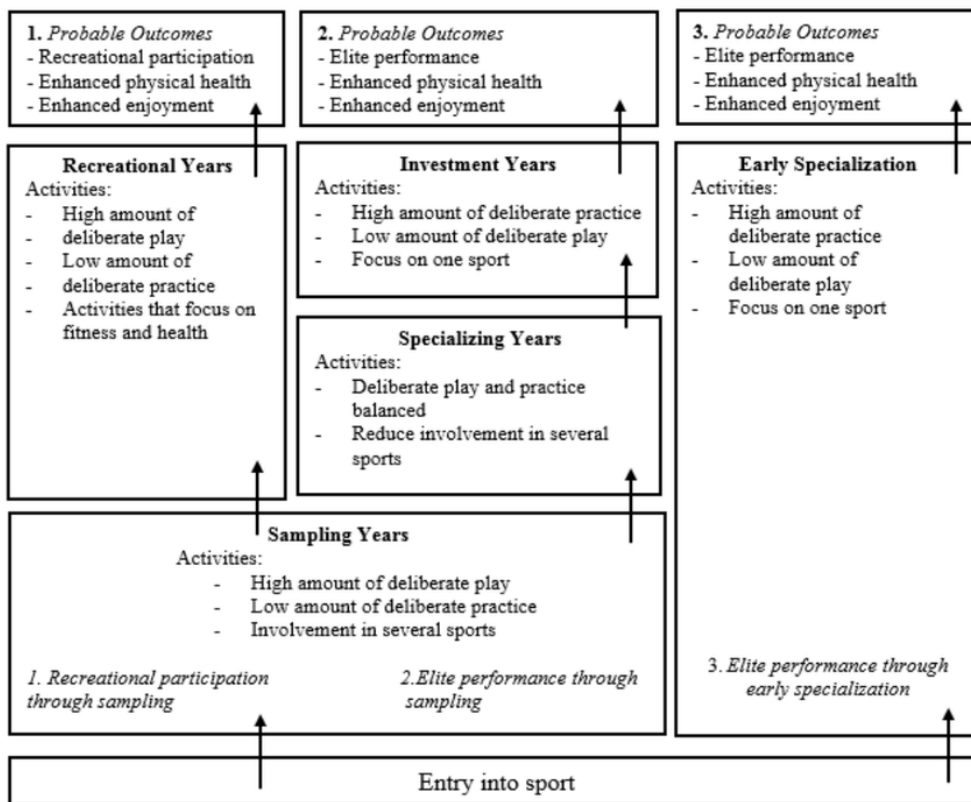 1. Probable Outcomes
- Recreational participation
- Enhanced physical health
- Enhanced enjoyment
2. Probable Outcomes
- Elite performance
- Enhanced physical health
- Enhanced enjoyment
3. Probable Outcomes
- Elite performance
- Enhanced physical health
- Enhanced enjoyment
Recreational Years
Activities:
- High amount of
- deliberate play
- Low amount of
- deliberate practice
- Activities that focus on
fitness and health
Investment Years
Activities:
- High amount of deliberate practice
- Low amount of deliberate play
- Focus on one sport
Early Specialization
Activities:
- High amount of
deliberate practice
- Low amount of
deliberate play
- Focus on one sport
Specializing Years
Activities:
- Deliberate play and practice
balanced
- Reduce involvement in several
sports
Sampling Years
Activities:
- High amount of deliberate play
- Low amount of deliberate practice
- Involvement in several sports
1. Recreational participation
through sampling
2.Elite performance through
sampling
3. Elite performance through
early specialization
Entry into sport